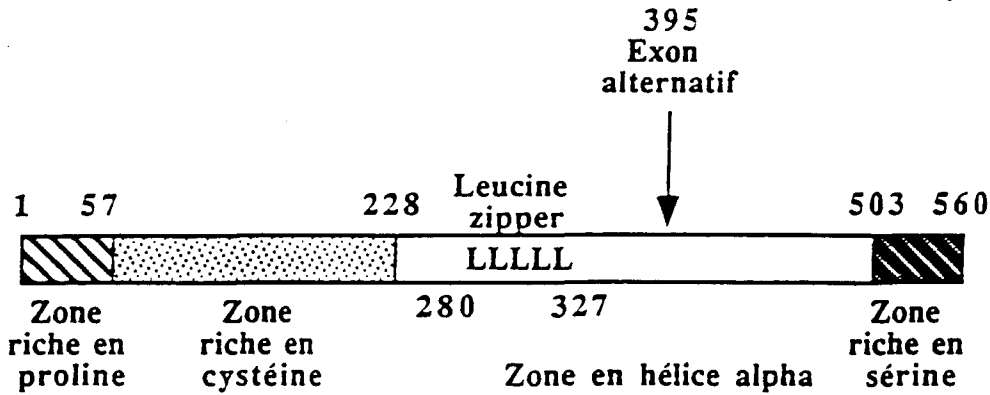 395
Exon
alternatif
1 57 228 Leucine 503 560
zipper
LLLLL
280 327
Zone
riche en
proline
Zone
riche en
cystéine
Zone en hélice alpha
Zone
riche en
sérine